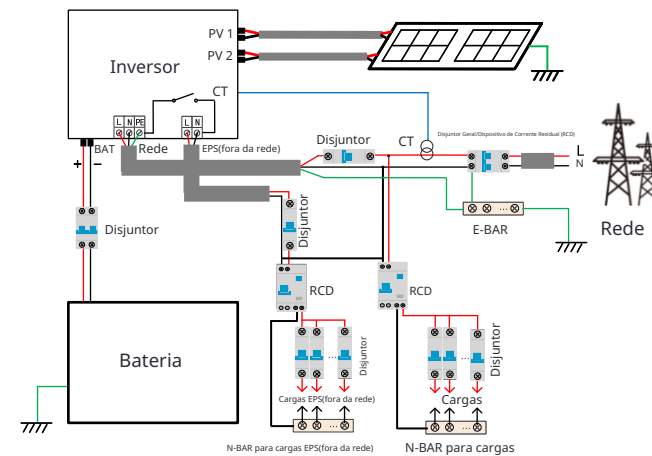 PV 1
PV 2
Inversor
CT
L N PE
L N
BAT
Rede
EPS(fora da rede)
+
−
Disjuntor
CT
Disjuntor Geral/Dispositivo de Corrente Residual (RCD)
L
N
Disjuntor
Disjuntor
E-BAR
Rede
RCD
RCD
Bateria
...
Disjuntor
...
Disjuntor
Cargas EPS(fora da rede)
Cargas
...
...
...
N-BAR para cargas EPS(fora da rede)
N-BAR para cargas